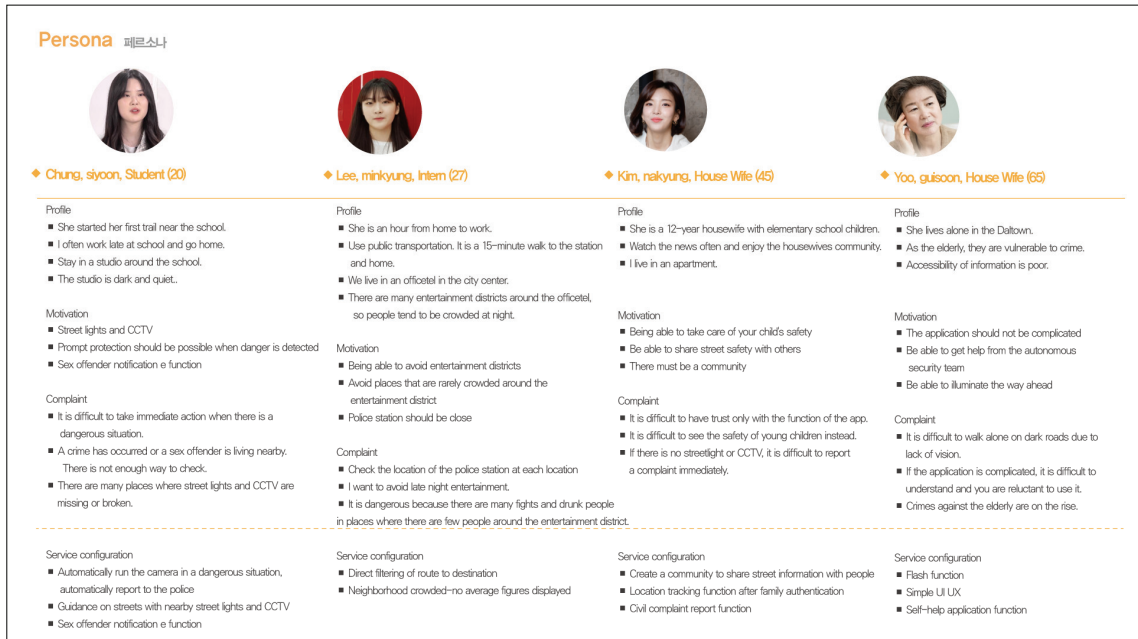 Persona 페르소나
◆ Chung, siyoon, Student (20)
Profile
■ She started her first trail near the school.
■ I often work late at school and go home.
■ Stay in a studio around the school.
■ The studio is dark and quiet..
Motivation
■ Street lights and CCTV
■ Prompt protection should be possible when danger is detected
■ Sex offender notification e function
Complaint
■ It is difficult to take immediate action when there is a
dangerous situation.
■ A crime has occurred or a sex offender is living nearby.
There is not enough way to check.
■ There are many places where street lights and CCTV are
missing or broken.
Service configuration
■ Automatically run the camera in a dangerous situation,
automatically report to the police
■ Guidance on streets with nearby street lights and CCTV
■ Sex offender notification e function
◆ Lee, minkyung, Intern (27)
Profile
■ She is an hour from home to work.
■ Use public transportation. It is a 15-minute walk to the station
and home.
■ We live in an officetel in the city center.
■ There are many entertainment districts around the officetel,
so people tend to be crowded at night.
Motivation
■ Being able to avoid entertainment districts
■ Avoid places that are rarely crowded around the
entertainment district
■ Police station should be close
Complaint
■ Check the location of the police station at each location
■ I want to avoid late night entertainment.
■ It is dangerous because there are many fights and drunk people
in places where there are few people around the entertainment district.
Service configuration
■ Direct filtering of route to destination
■ Neighborhood crowded-no average figures displayed
◆ Kim, nakyung, House Wife (45)
Profile
■ She is a 12-year housewife with elementary school children.
■ Watch the news often and enjoy the housewives community.
■ I live in an apartment.
Motivation
■ Being able to take care of your child's safety
■ Be able to share street safety with others
■ There must be a community
Complaint
■ It is difficult to have trust only with the function of the app.
■ It is difficult to see the safety of young children instead.
■ If there is no streetlight or CCTV, it is difficult to report
a complaint immediately.
Service configuration
■ Create a community to share street information with people
■ Location tracking function after family authentication
■ Civil complaint report function
◆ Yoo, guisoon, House Wife (65)
Profile
■ She lives alone in the Daltown.
■ As the elderly, they are vulnerable to crime.
■ Accessibility of information is poor.
Motivation
■ The application should not be complicated
■ Be able to get help from the autonomous
security team
■ Be able to illuminate the way ahead
Complaint
■ It is difficult to walk alone on dark roads due to
lack of vision.
■ If the application is complicated, it is difficult to
understand and you are reluctant to use it.
■ Crimes against the elderly are on the rise.
Service configuration
■ Flash function
■ Simple UI UX
■ Self-help application function